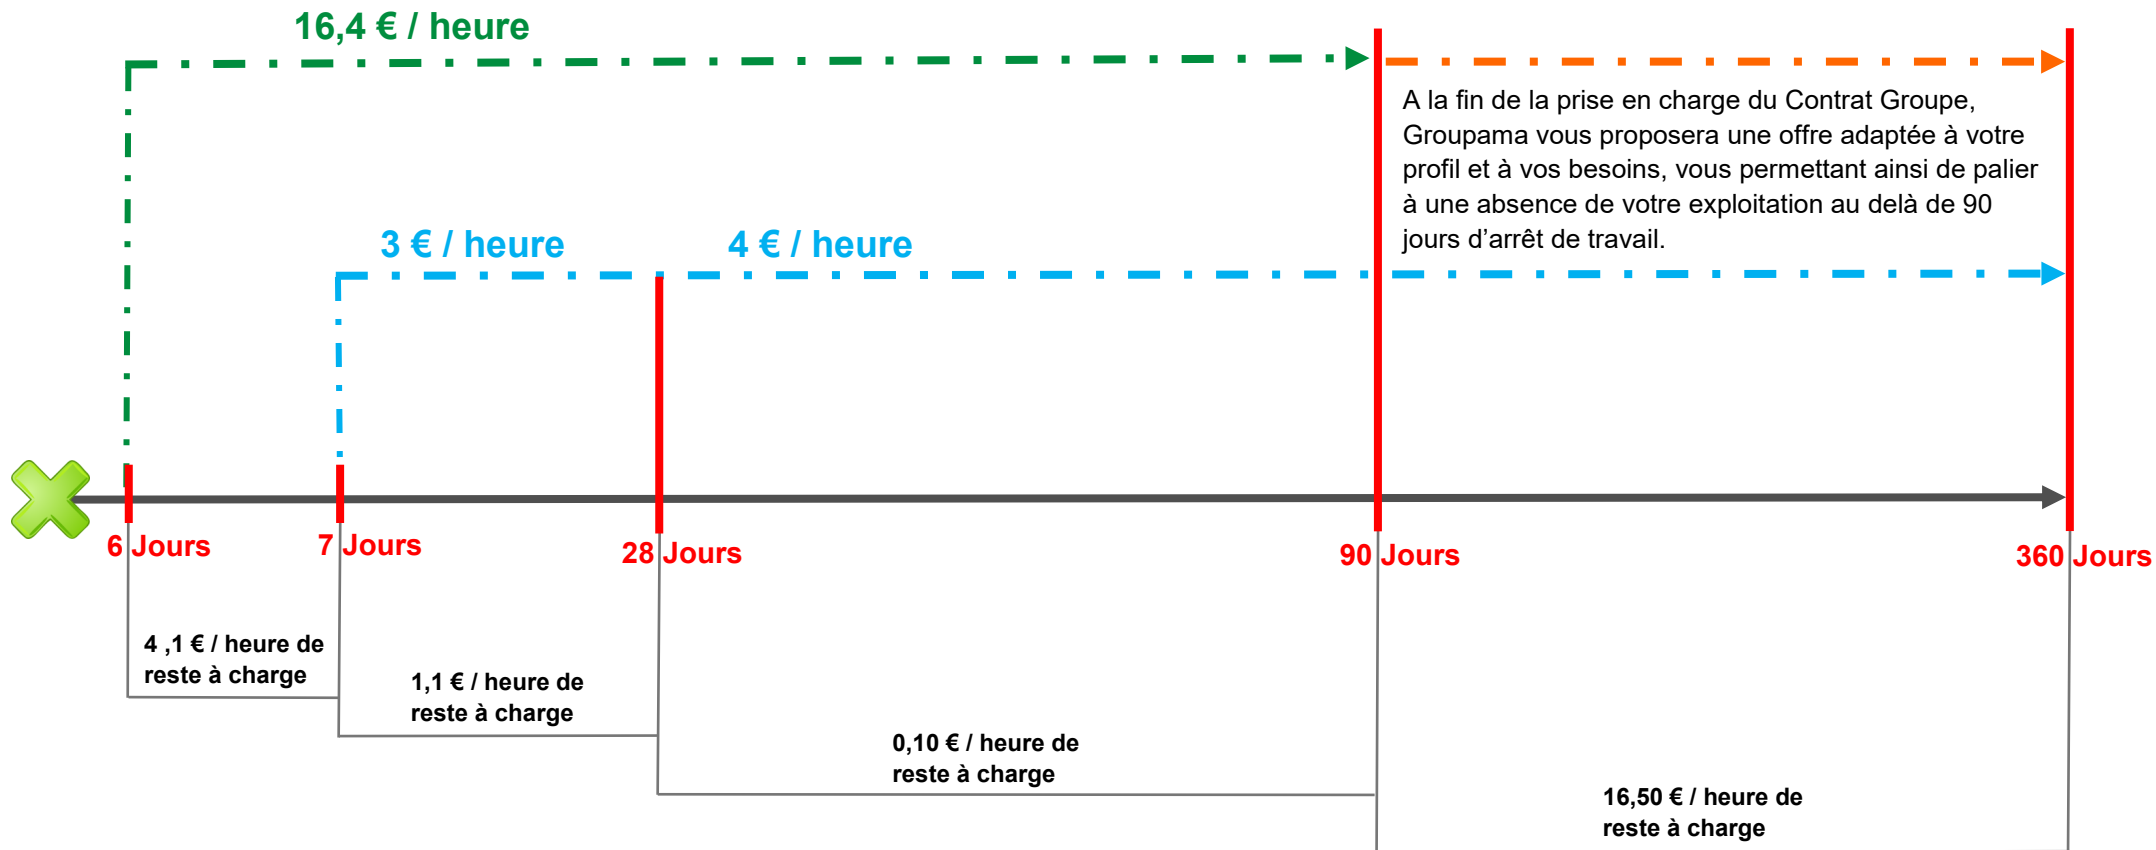 16,4 € / heure
A la fin de la prise en charge du Contrat Groupe,
Groupama vous proposera une offre adaptée à votre
profil et à vos besoins, vous permettant ainsi de palier
à une absence de votre exploitation au delà de 90
jours d’arrêt de travail.
3 € / heure
4 € / heure
6 Jours
7 Jours
28 Jours
90 Jours
360 Jours
4 ,1 € / heure de
reste à charge
1,1 € / heure de
reste à charge
0,10 € / heure de
reste à charge
16,50 € / heure de
reste à charge